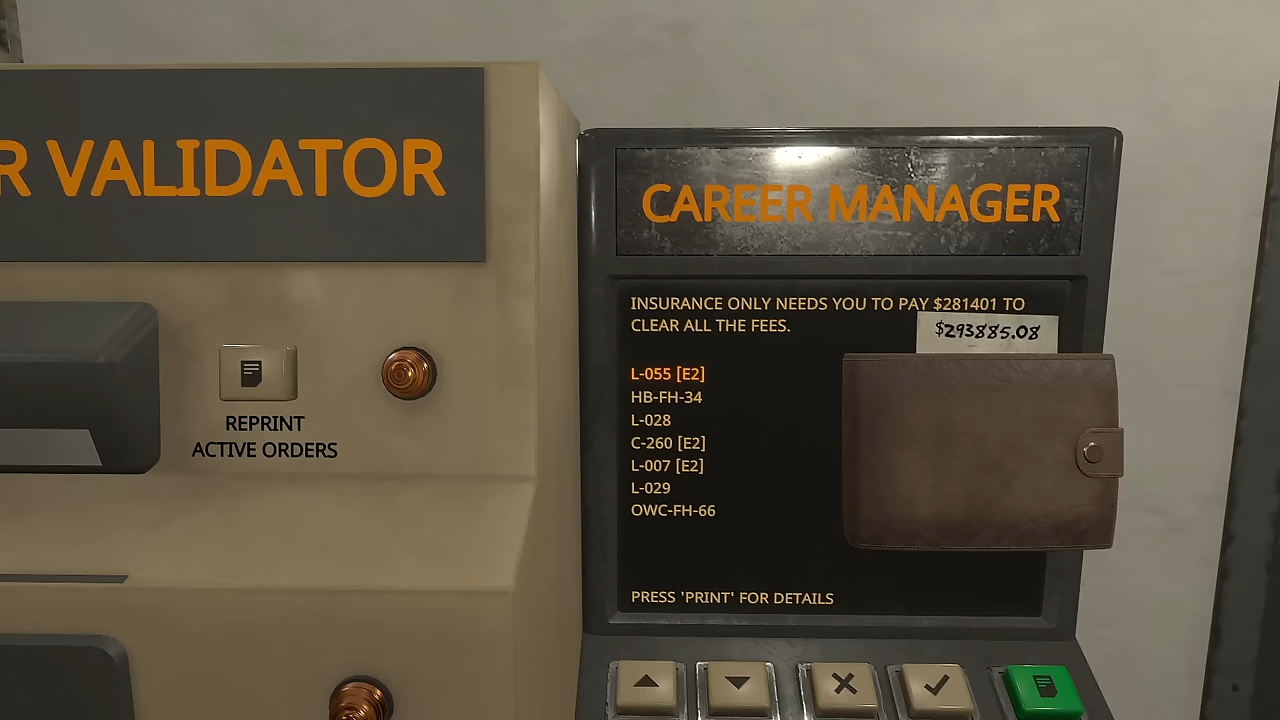 R VALIDATOR
REPRINT
ACTIVE ORDERS
CAREER MANAGER
INSURANCE ONLY NEEDS YOU TO PAY $281401 TO
CLEAR ALL THE FEES.
$293885.08
L-055 [E2]
HB-FH-34
L-028
C-260 [E2]
L-007 [E2]
L-029
OWC-FH-66
PRESS 'PRINT' FOR DETAILS